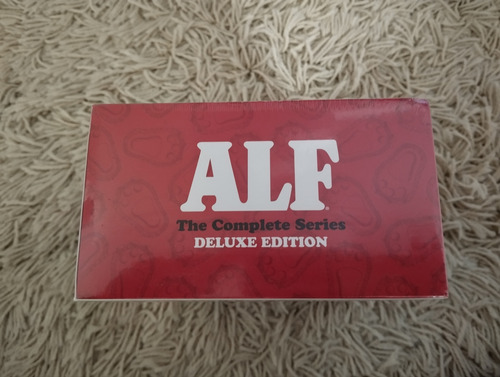 ALF®
The Complete Series
DELUXE EDITION